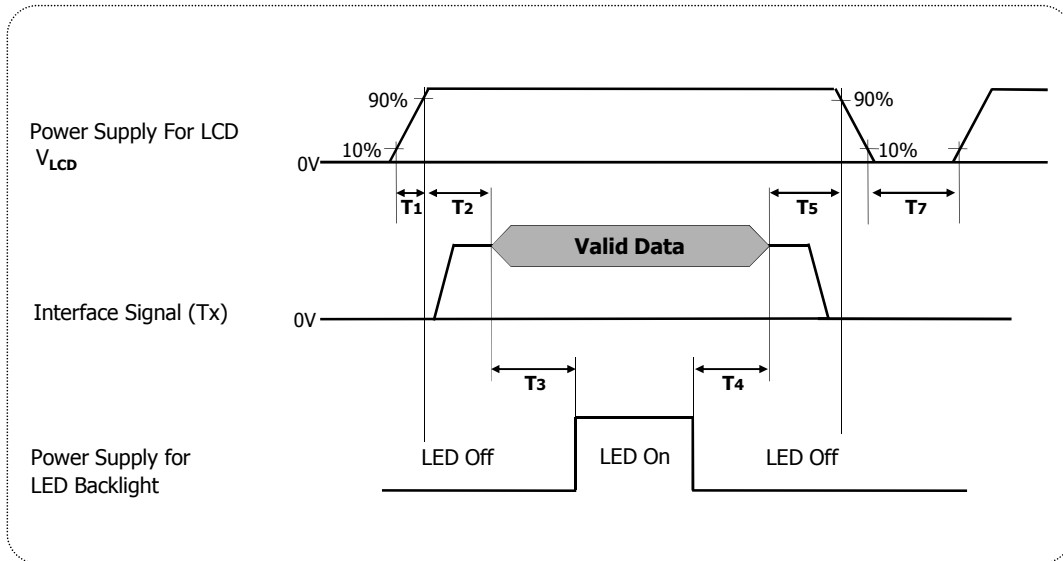 90%
90%
Power Supply For LCD
VLCD
10%
10%
0V
T1
T2
T5
T7
Valid Data
Interface Signal (Tx)
0V
T3
T4
Power Supply for
LED Backlight
LED Off
LED On
LED Off